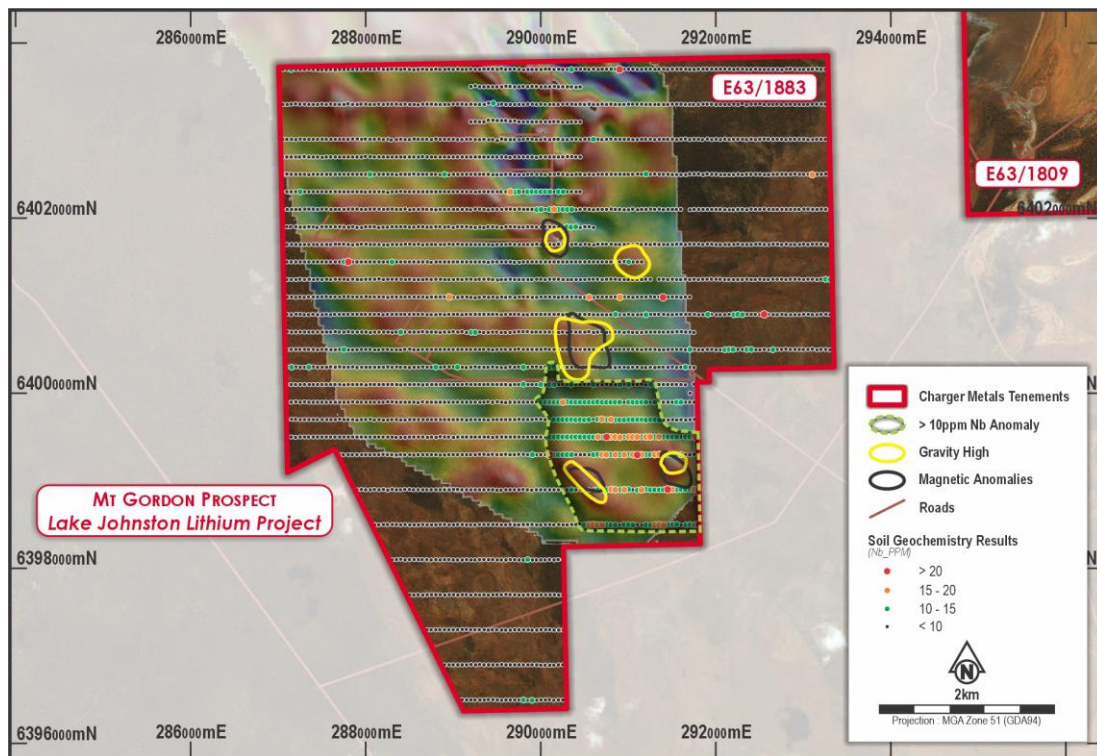 286000mE 288000mE 290000mE 292000mE 294000mE
E63/1883
E63/1809
6402000mN
6402000mN
6400000mN
6398000mN
6396000mN
MT GORDON PROSPECT
Lake Johnston Lithium Project
Charger Metals Tenements
> 10ppm Nb Anomaly
Gravity High
Magnetic Anomalies
Roads
Soil Geochemistry Results
(Nb_PPM)
> 20
15 - 20
10 - 15
< 10
N
2km
Projection : MGA Zone 51 (GDA94)
286000mE 288000mE 290000mE 292000mE